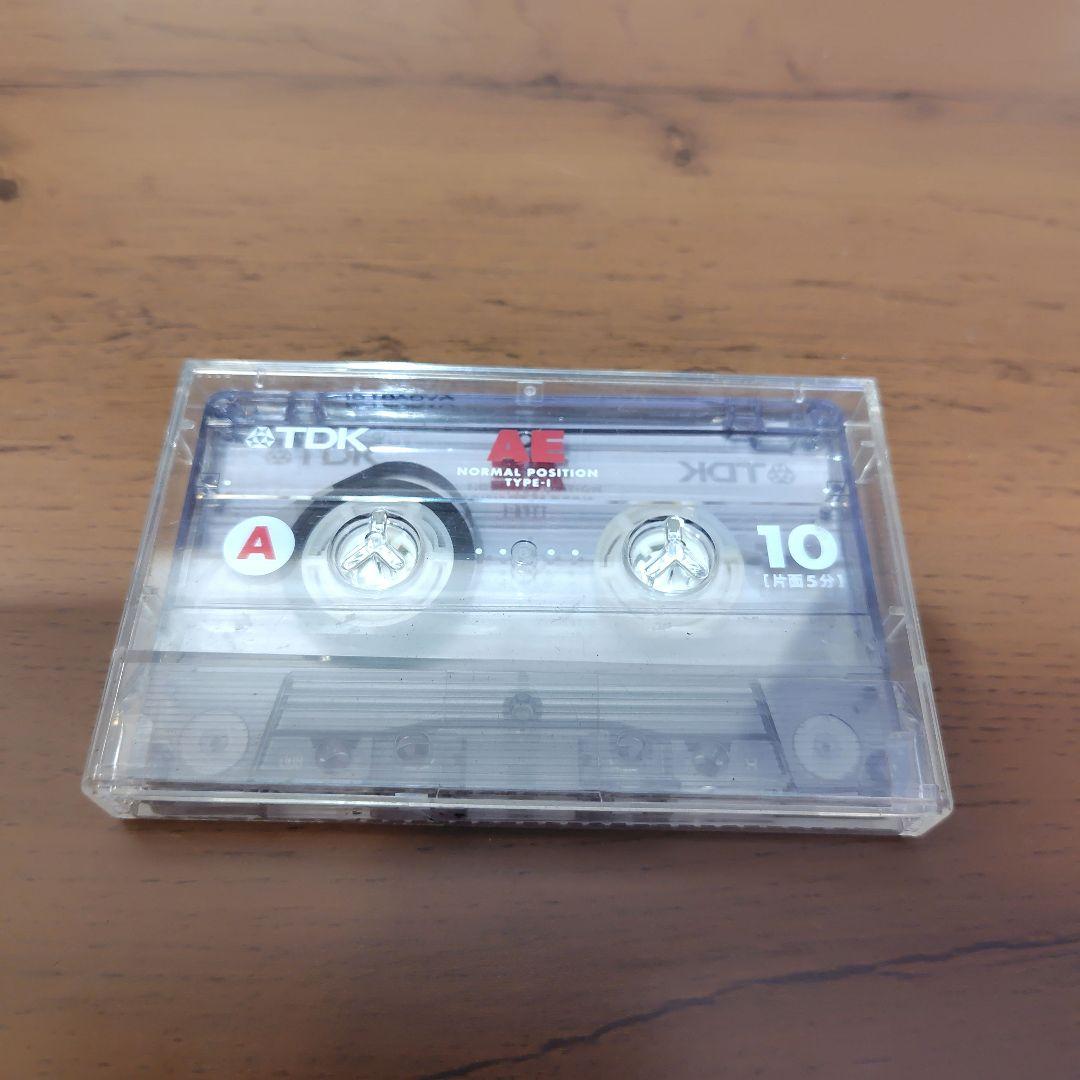 TDK
AE
NORMAL POSITION
TYPE-I
TDK
A
10
[片面5分]